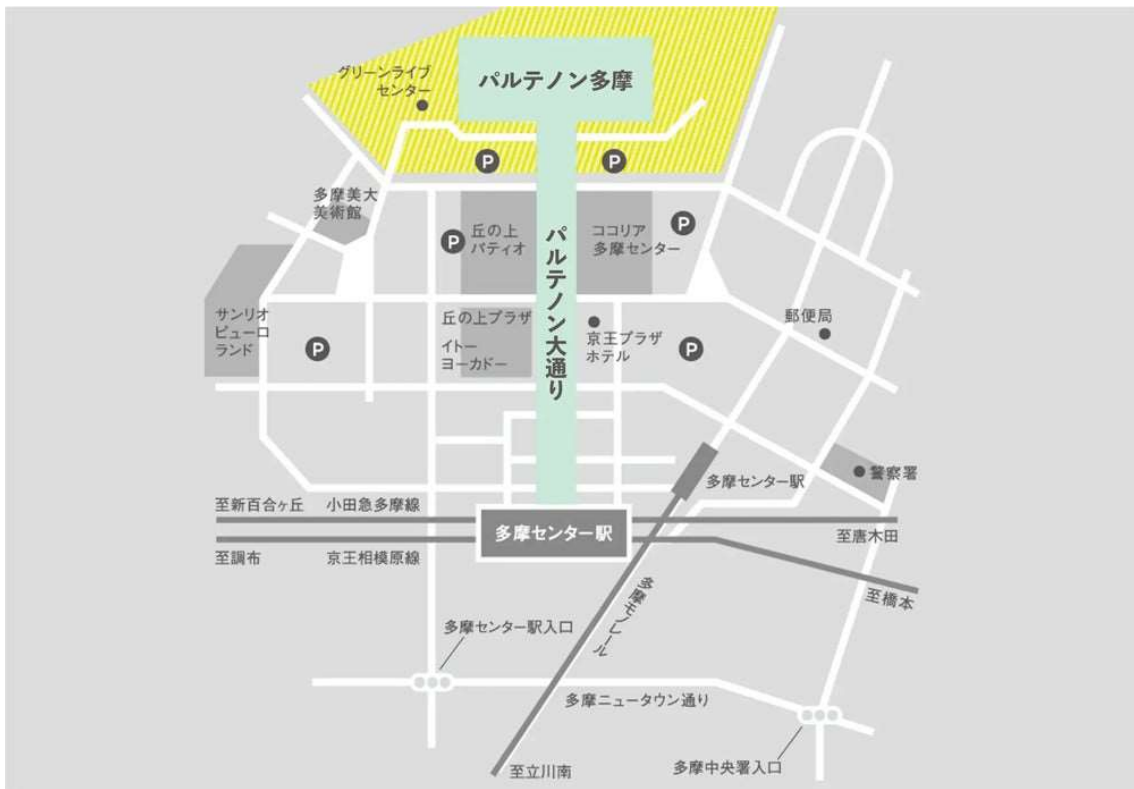 パルテノン多摩
グリーンライブ
センター
P
P
多摩美大
美術館
P
丘の上
パティオ
パルテノン大通り
ココリア
多摩センター
P
サンリオ
ピューロ
ランド
P
丘の上プラザ
イトー
ヨーカドー
京王プラザ
ホテル
P
郵便局
多摩センター駅
警察署
至新百合ヶ丘
小田急多摩線
多摩センター駅
至唐木田
至調布
京王相模原線
至橋本
多摩モノレール
多摩センター駅入口
多摩ニュータウン通り
至立川南
多摩中央署入口